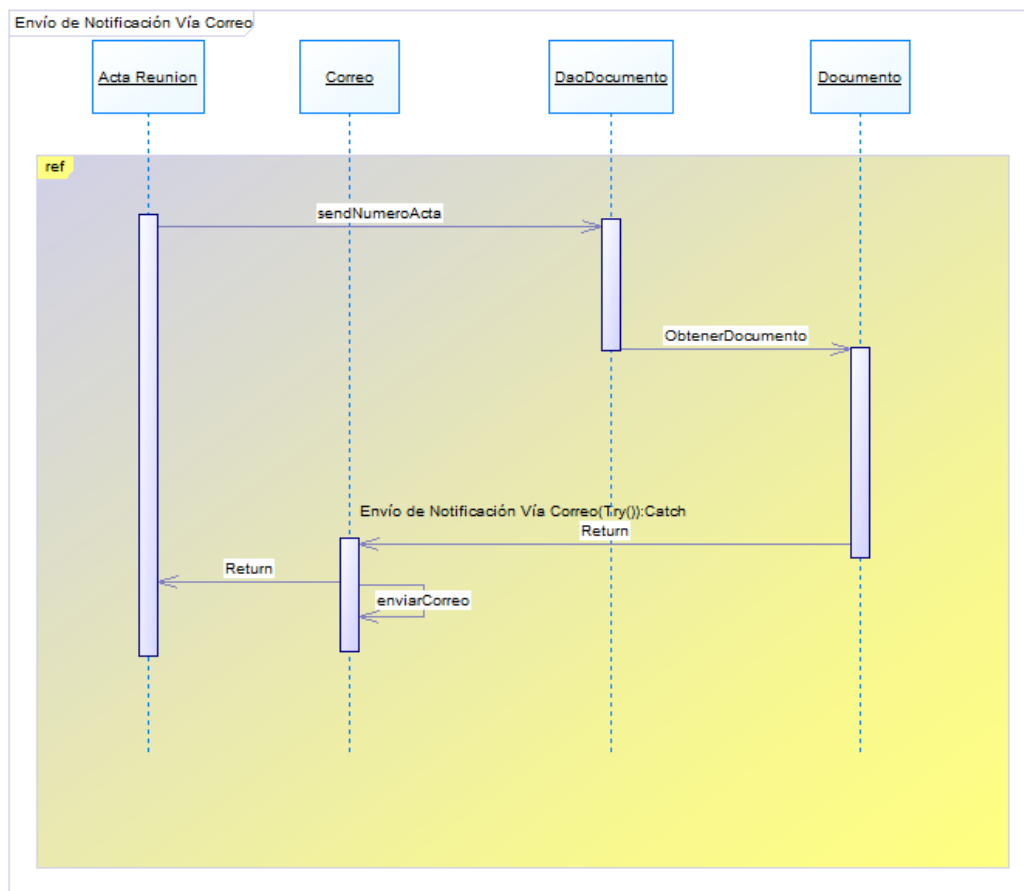 Envío de Notificación Vía Correo
Acta Reunion
Correo
DaoDocumento
Documento
ref
sendNumeroActa
ObtenerDocumento
Envío de Notificación Vía Correo(Try()):Catch
Return
Return
enviarCorreo